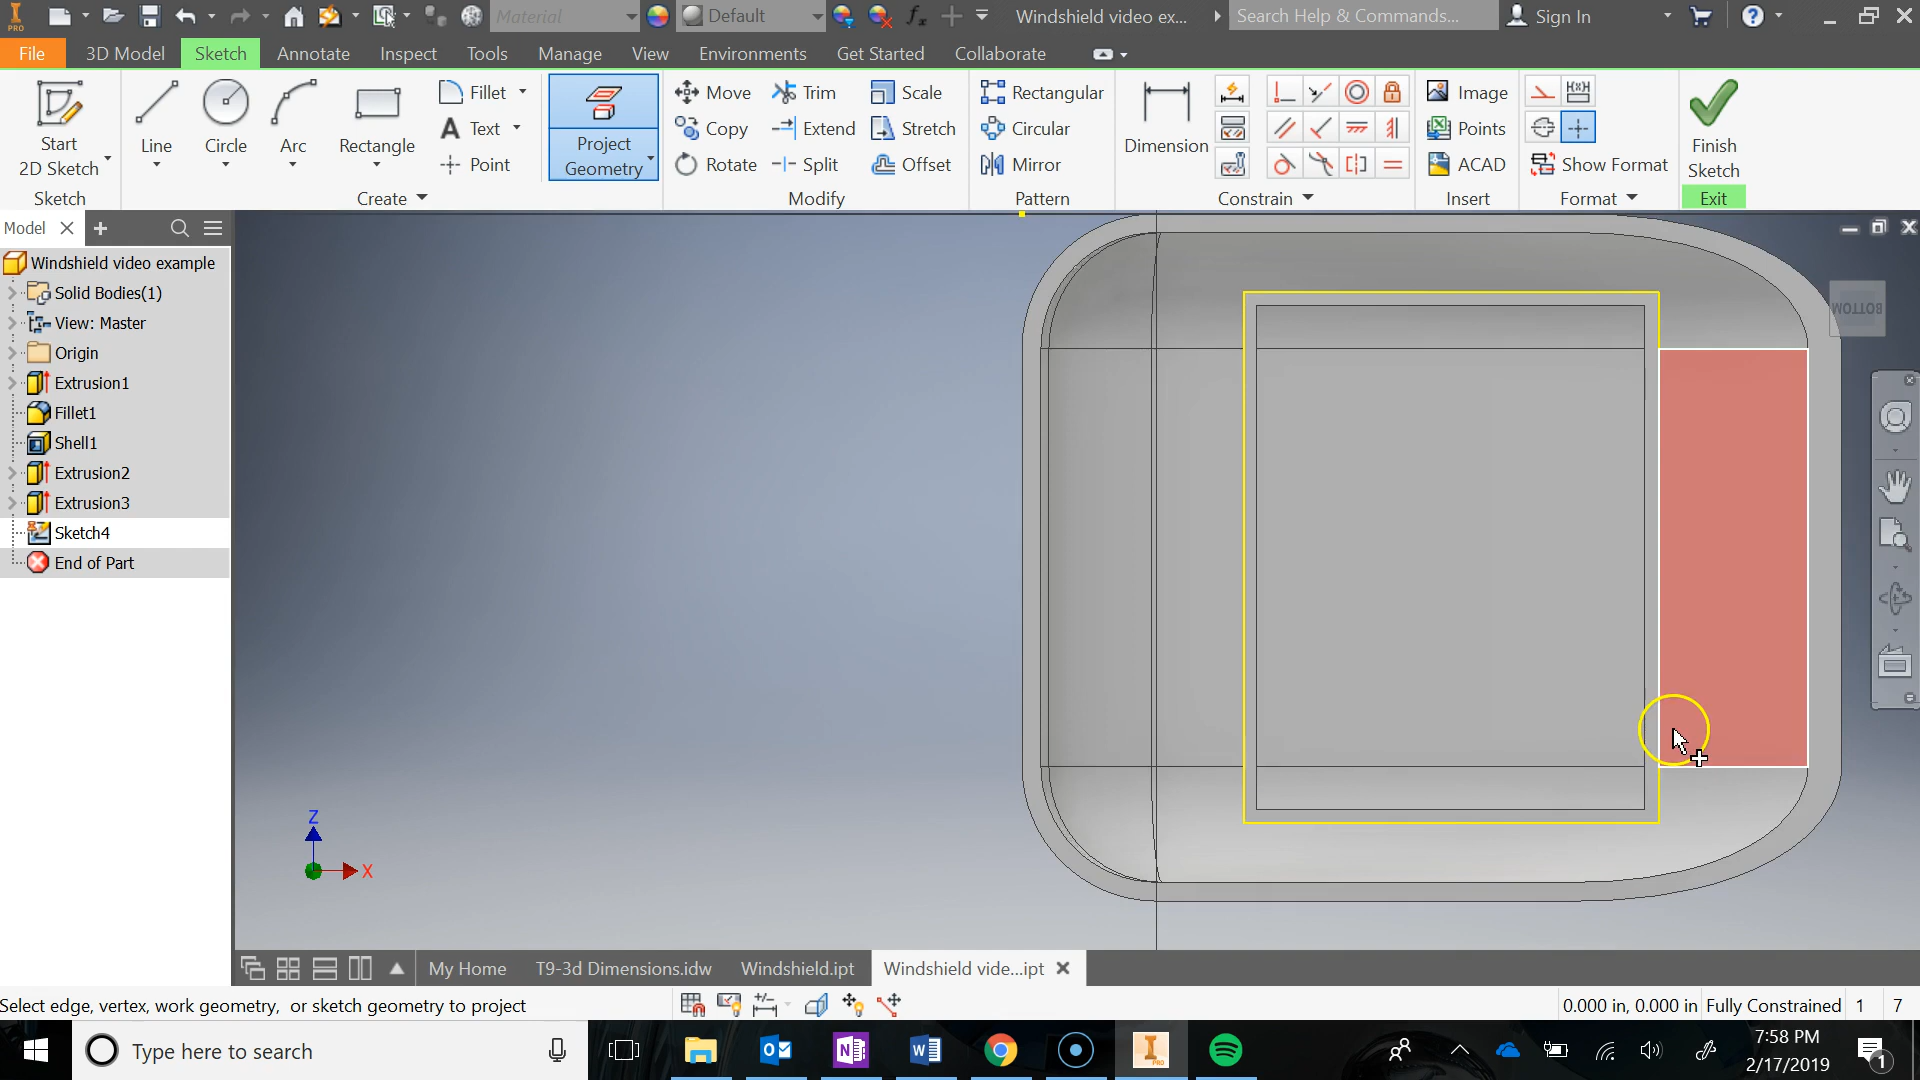 PRO
Material
Default
Windshield video ex...
Search Help & Commands...
Sign In
File
3D Model
Sketch
Annotate
Inspect
Tools
Manage
View
Environments
Get Started
Collaborate
Start
2D Sketch
Line
Circle
Arc
Rectangle
Fillet
Text
Point
Project
Geometry
Move
Copy
Rotate
Trim
Extend
Split
Scale
Stretch
Offset
Rectangular
Circular
Mirror
Dimension
Image
Points
ACAD
Show Format
Finish
Sketch
Sketch
Create
Modify
Pattern
Constrain
Insert
Format
Exit
Model
Windshield video example
Solid Bodies(1)
View: Master
Origin
Extrusion1
Fillet1
Shell1
Extrusion2
Extrusion3
Sketch4
End of Part
BOTTOM
Z
X
My Home
T9-3d Dimensions.idw
Windshield.ipt
Windshield vide...ipt
Select edge, vertex, work geometry, or sketch geometry to project
0.000 in, 0.000 in Fully Constrained 1 7
Type here to search
7:58 PM
2/17/2019
1